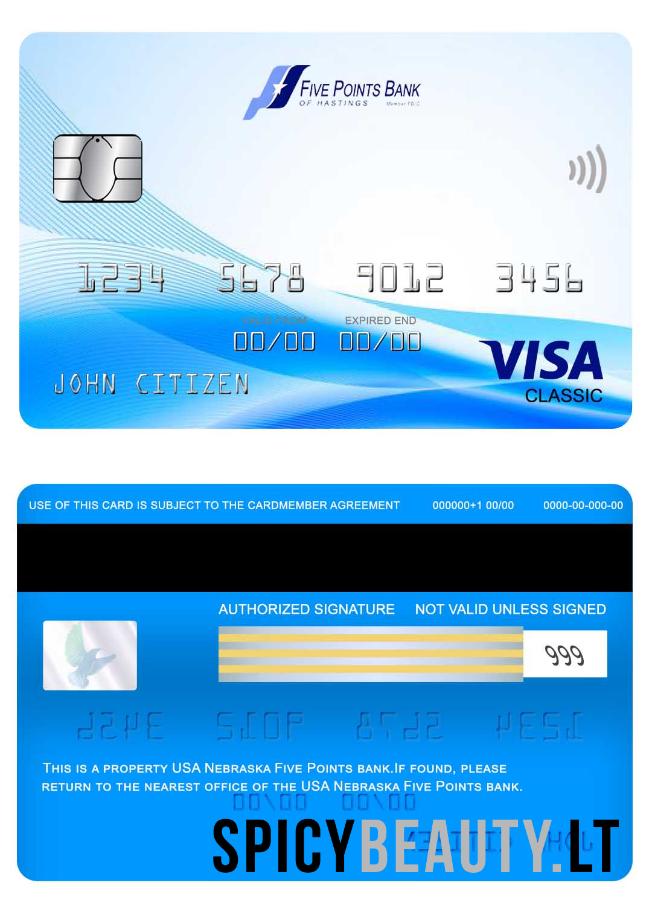 FIVE POINTS BANK
OF HASTINGS Member FDIC
1234 5678 9012 3456
VALID FROM EXPIRED END
00/00 00/00
VISA
JOHN CITIZEN
CLASSIC
USE OF THIS CARD IS SUBJECT TO THE CARDMEMBER AGREEMENT 000000+1 00/00 0000-00-000-00
AUTHORIZED SIGNATURE NOT VALID UNLESS SIGNED
999
THIS IS A PROPERTY USA NEBRASKA FIVE POINTS BANK.IF FOUND, PLEASE
RETURN TO THE NEAREST OFFICE OF THE USA NEBRASKA FIVE POINTS BANK.
SPICYBEAUTY.LT